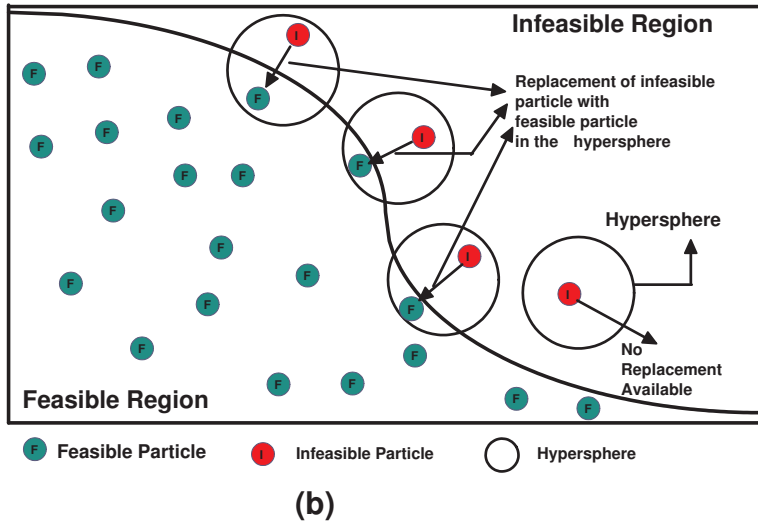 Infeasible Region
I
F
Replacement of infeasible
particle with
feasible particle
in the hypersphere
F
F
F
F
F
I
F
F
F
F
Hypersphere
F
F
I
F
F
I
F
F
F
F
F
No
Replacement
Available
F
F
F
F
Feasible Region
F Feasible Particle
I Infeasible Particle
Hypersphere
(b)